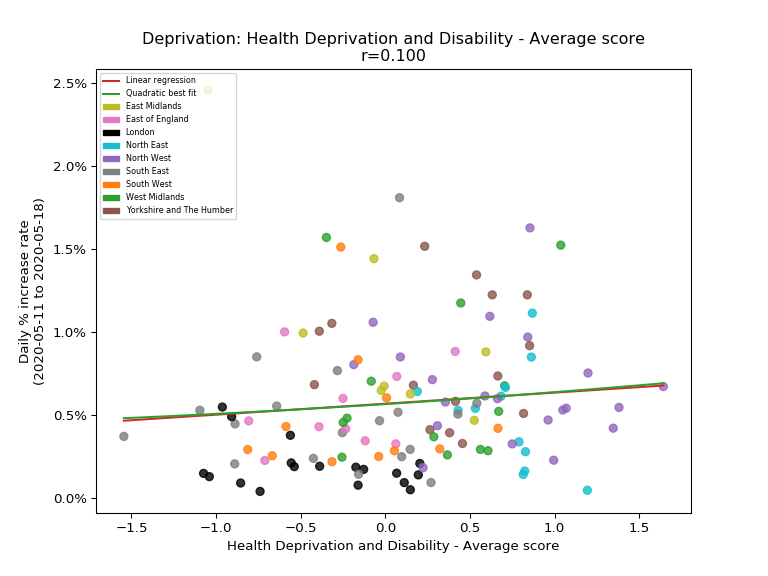 Deprivation: Health Deprivation and Disability - Average score
r=0.100
2.5%
2.0%
1.5%
1.0%
0.5%
0.0%
Daily % increase rate
(2020-05-11 to 2020-05-18)
Linear regression
Quadratic best fit
East Midlands
East of England
London
North East
North West
South East
South West
West Midlands
Yorkshire and The Humber
−1.5 −1.0 −0.5 0.0 0.5 1.0 1.5
Health Deprivation and Disability - Average score